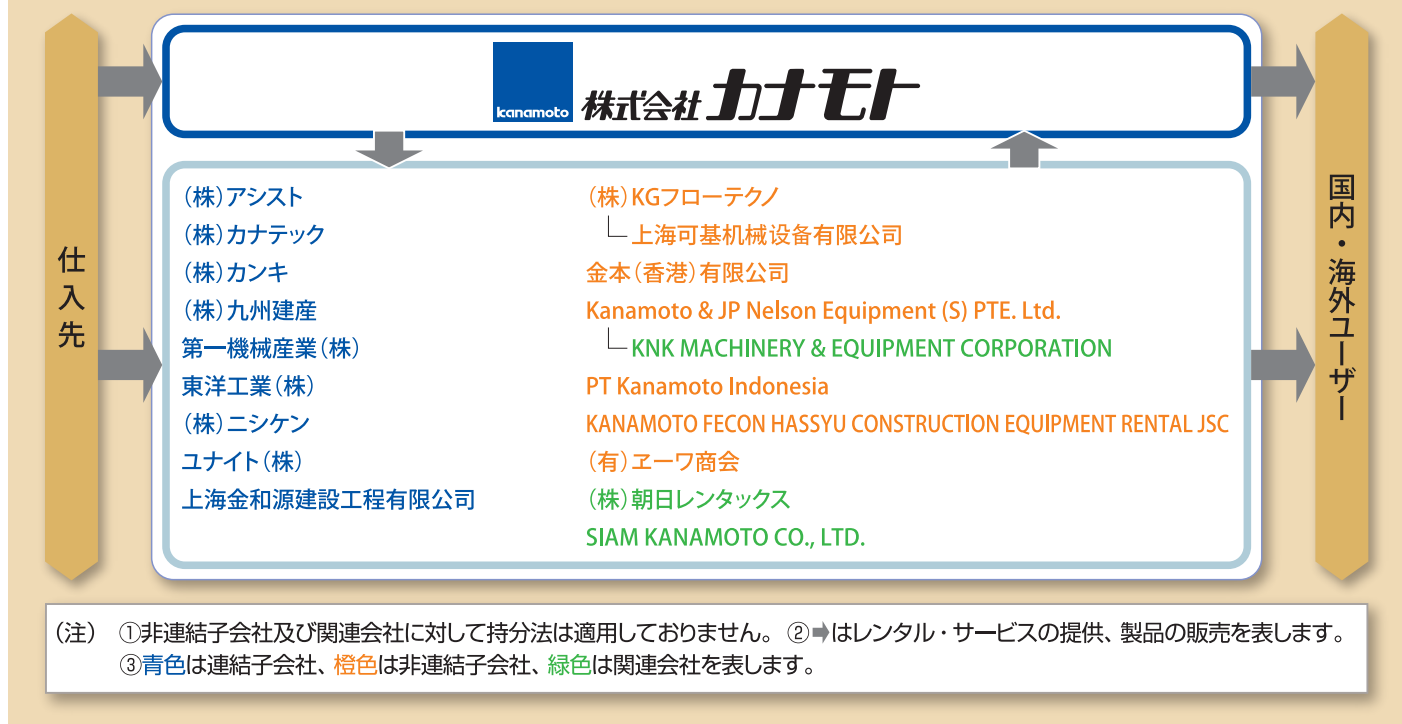 仕入先
kanamoto
株式会社カナモト
(株)アシスト
(株)カナテック
(株)カンキ
(株)九州建産
第一機械産業(株)
東洋工業(株)
(株)ニシケン
ユナイト(株)
上海金和源建設工程有限公司
(株)KGフローテクノ
上海可基机械设备有限公司
金本(香港)有限公司
Kanamoto & JP Nelson Equipment (S) PTE. Ltd.
KNK MACHINERY & EQUIPMENT CORPORATION
PT Kanamoto Indonesia
KANAMOTO FECON HASSYU CONSTRUCTION EQUIPMENT RENTAL JSC
(有)ヱーワ商会
(株)朝日レンタックス
SIAM KANAMOTO CO., LTD.
国内・海外ユーザー
(注) ①非連結子会社及び関連会社に対して持分法は適用しておりません。 ②➡はレンタル・サービスの提供、製品の販売を表します。
③青色は連結子会社、橙色は非連結子会社、緑色は関連会社を表します。